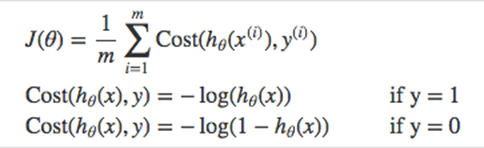 J(θ) = 1/m ∑_{i=1}^{m} Cost(h_θ(x^{(i)}), y^{(i)})
Cost(h_θ(x), y) = − log(h_θ(x)) if y = 1
Cost(h_θ(x), y) = − log(1 − h_θ(x)) if y = 0